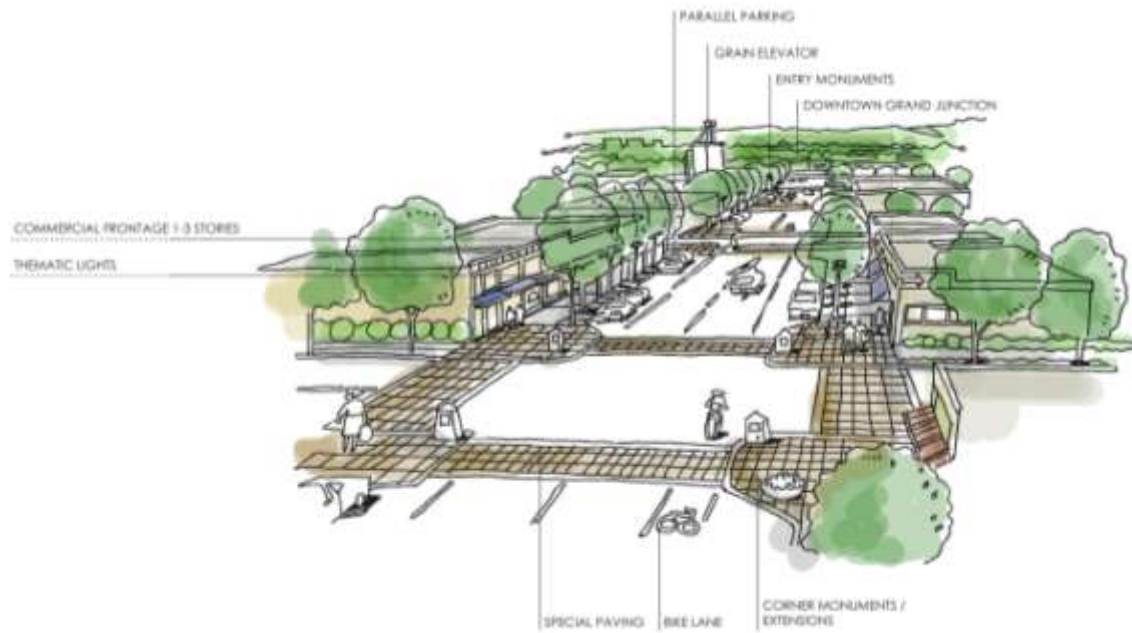 PARALLEL PARKING
GRAIN ELEVATOR
ENTRY MONUMENTS
DOWNTOWN GRAND JUNCTION
COMMERCIAL FRONTAGE 1-3 STORIES
THEMATIC LIGHTS
SPECIAL PAVING
BIKE LANE
CORNER MONUMENTS /
EXTENSIONS